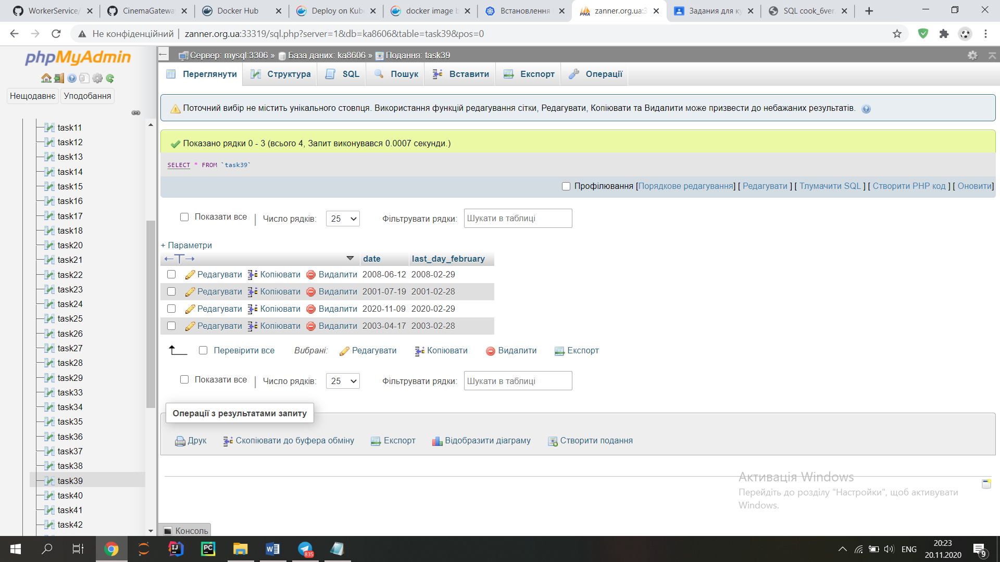 WorkerService/
CinemaGatewa
Docker Hub
Deploy on Kub
docker image b
Встановлення
zanner.org.ua:3
Задания для ку
SQL cook_6ver
Не конфіденційний | zanner.org.ua:33319/sql.php?server=1&db=ka8606&table=task39&pos=0
phpMyAdmin
Нещодавнє Уподобання
task11
task12
task13
task14
task15
task16
task17
task18
task20
task21
task22
task23
task24
task25
task26
task27
task28
task29
task33
task34
task35
task36
task37
task38
task39
task40
task41
task42
Сервер: mysql:3306 » База даних: ka8606 » Подання: task39
Переглянути Структура SQL Пошук Вставити Експорт Операції
Поточний вибір не містить унікального стовпця. Використання функцій редагування сітки, Редагувати, Копіювати та Видалити може призвести до небажаних результатів.
Показано рядки 0 - 3 (всього 4, Запит виконувався 0.0007 секунди.)
SELECT * FROM `task39`
Профілювання [Порядкове редагування] [ Редагувати ] [ Тлумачити SQL ] [ Створити PHP код ] [ Оновити]
Показати все | Число рядків: 25 Фільтрувати рядки: Шукати в таблиці
+ Параметри
←T→ date last_day_february
Редагувати Копіювати Видалити 2008-06-12 2008-02-29
Редагувати Копіювати Видалити 2001-07-19 2001-02-28
Редагувати Копіювати Видалити 2020-11-09 2020-02-29
Редагувати Копіювати Видалити 2003-04-17 2003-02-28
Перевірити все Вибрані: Редагувати Копіювати Видалити Експорт
Показати все | Число рядків: 25 Фільтрувати рядки: Шукати в таблиці
Операції з результатами запиту
Друк Скопіювати до буфера обміну Експорт Відобразити діаграму Створити подання
Активація Windows
Перейдіть до розділу "Настройки", щоб активувати
Windows.
Консоль
835
ENG
20:23
20.11.2020
9